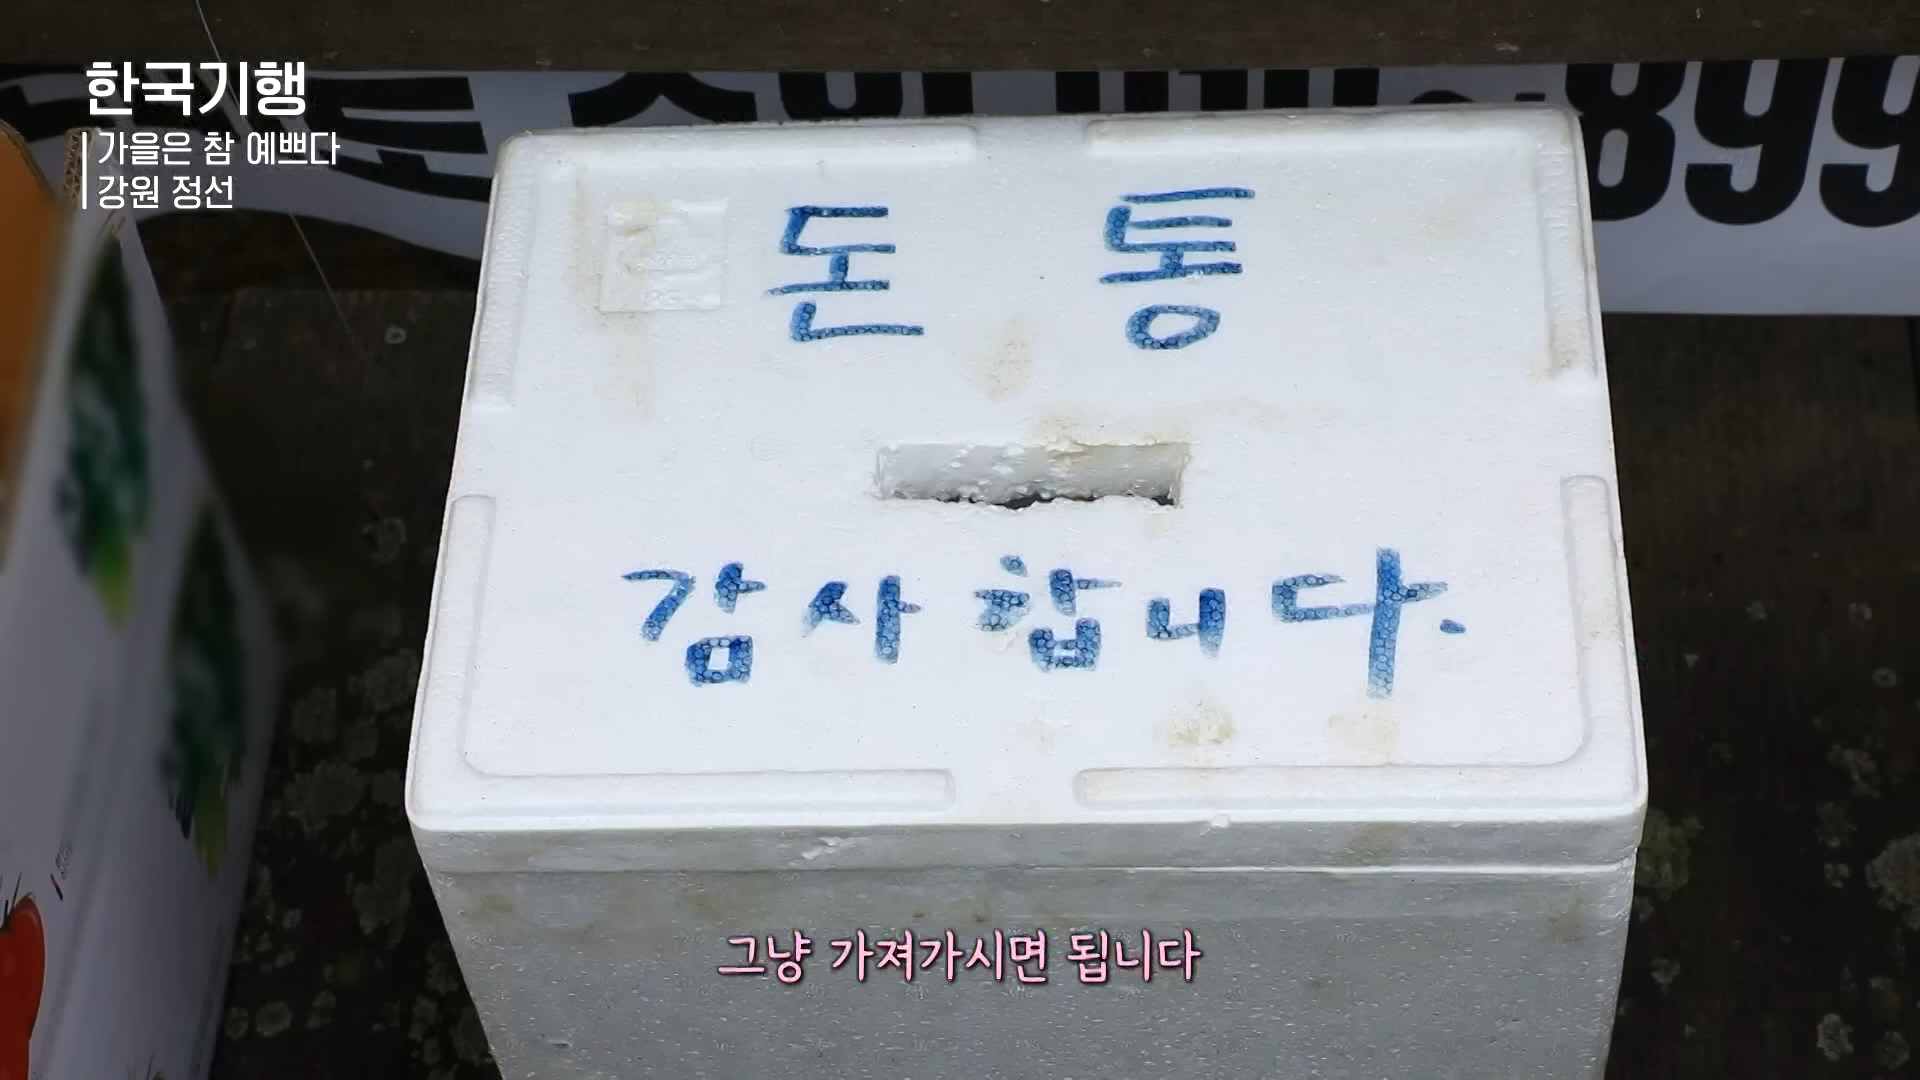 한국기행
가을은 참 예쁘다
강원 정선
899
돈 통
감사합니다.
그냥 가져가시면 됩니다